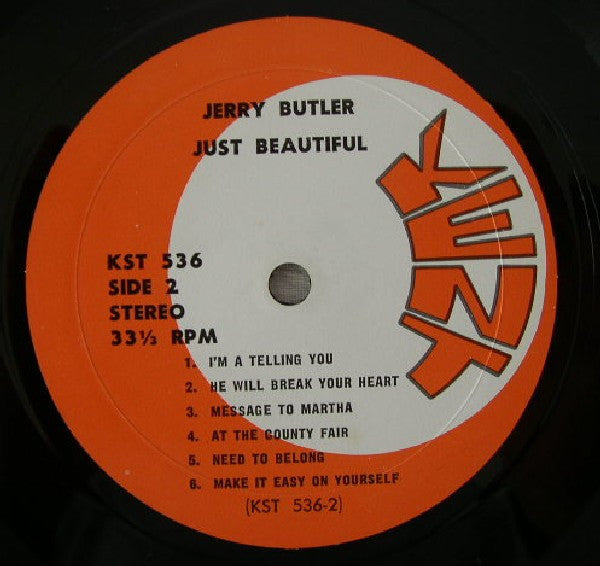 JERRY BUTLER
JUST BEAUTIFUL
KENT
KST 536
SIDE 2
STEREO
33⅓ RPM
1. I'M A TELLING YOU
2. HE WILL BREAK YOUR HEART
3. MESSAGE TO MARTHA
4. AT THE COUNTY FAIR
5. NEED TO BELONG
6. MAKE IT EASY ON YOURSELF
(KST 536-2)